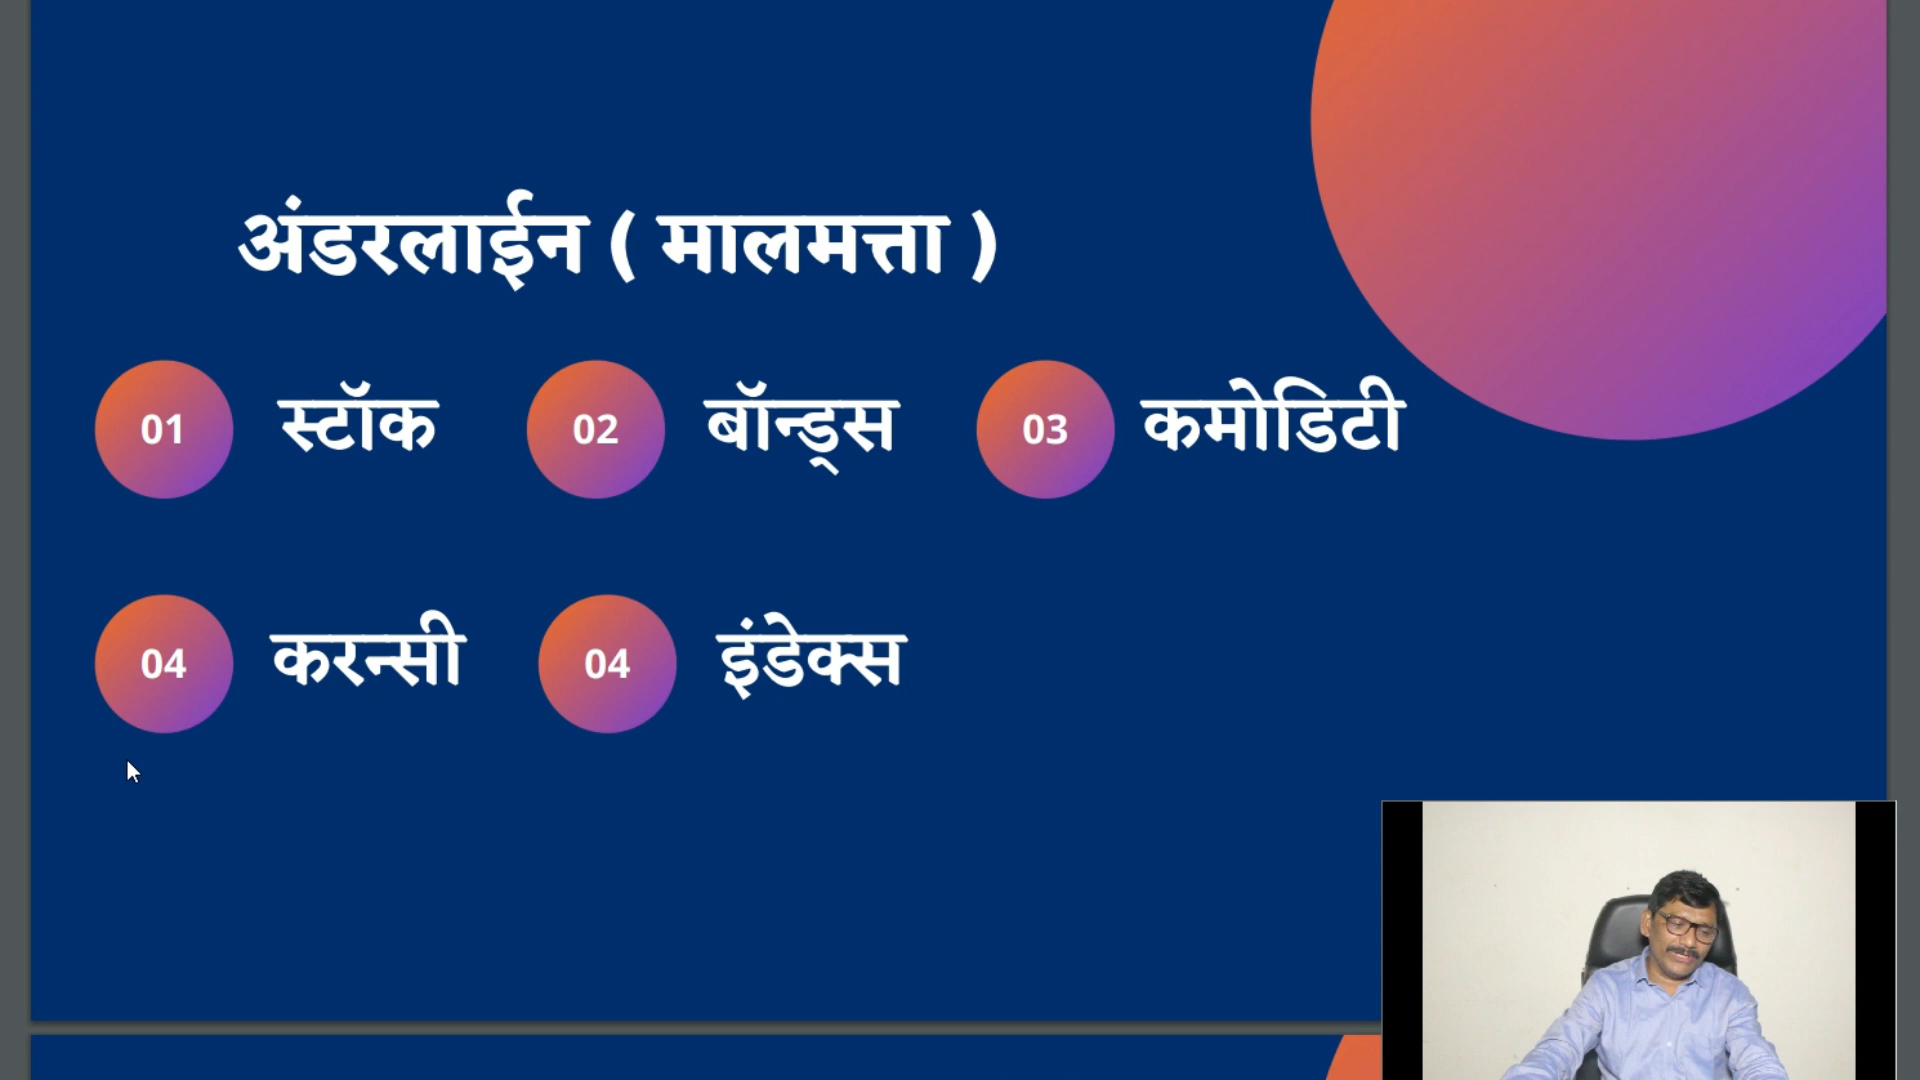 अंडरलाईन ( मालमत्ता )
01 स्टॉक 02 बॉन्ड्स 03 कमोडिटी
04 करन्सी 04 इंडेक्स